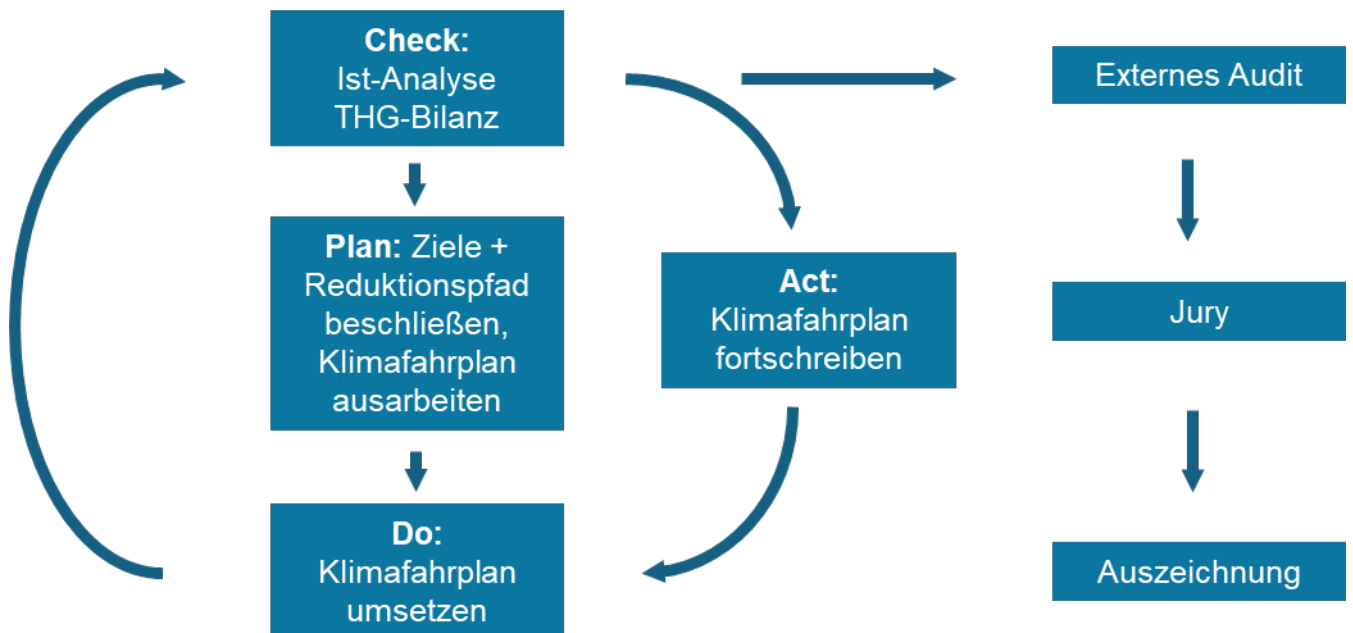 Check:
Ist-Analyse
THG-Bilanz
Plan: Ziele +
Reduktionspfad
beschließen,
Klimafahrplan
ausarbeiten
Do:
Klimafahrplan
umsetzen
Act:
Klimafahrplan
fortschreiben
Externes Audit
Jury
Auszeichnung